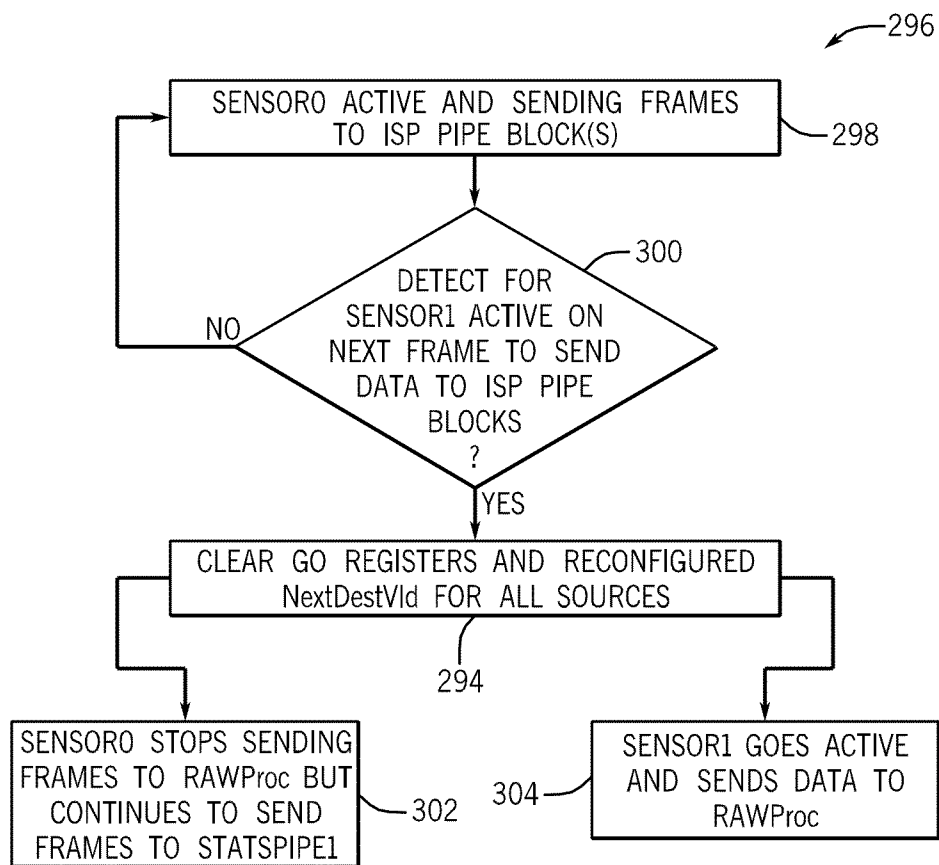 296
SENSOR0 ACTIVE AND SENDING FRAMES
TO ISP PIPE BLOCK(S)
298
300
DETECT FOR
SENSOR1 ACTIVE ON
NEXT FRAME TO SEND
DATA TO ISP PIPE
BLOCKS
?
NO
YES
CLEAR GO REGISTERS AND RECONFIGURED
NextDestVld FOR ALL SOURCES
294
SENSOR0 STOPS SENDING
FRAMES TO RAWProc BUT
CONTINUES TO SEND
FRAMES TO STATSPIPE1
302
304
SENSOR1 GOES ACTIVE
AND SENDS DATA TO
RAWProc